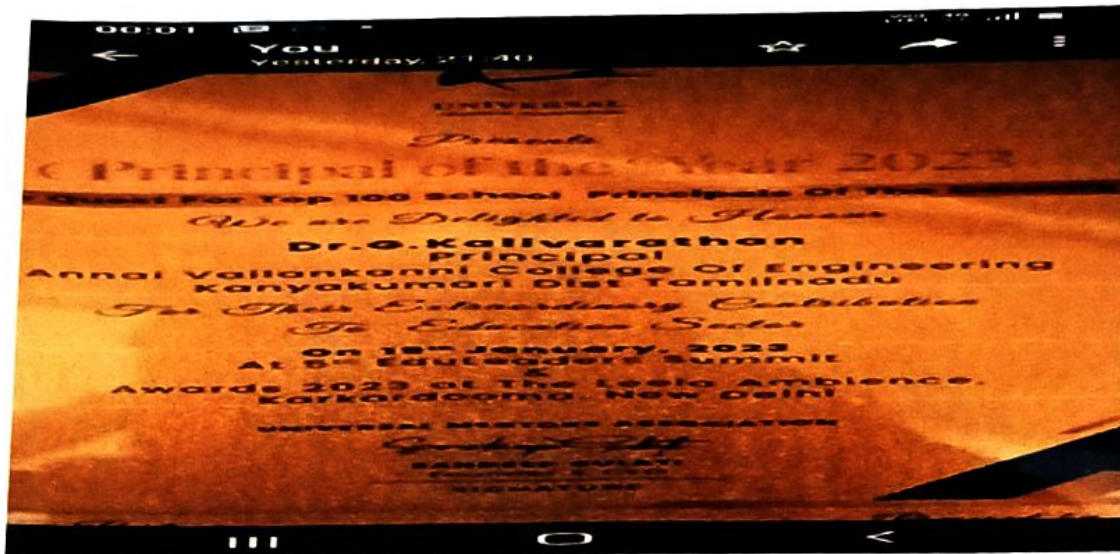 00:01
You
Yesterday, 21:40
UNIVERSAL
Presents
Principal of the Year 2023
Quest For Top 100 School Principals Of The
We are Delighted to Honour
Dr.G.Kalivarathan
Principal
Annai Vailankanni College Of Engineering
Kanyakumari Dist Tamilnadu
For Their Extraordinary Contribution
To Education Sector
On 15th January, 2023
At 5th EduLeaders Summit
&
Awards 2023 at The Leela Ambience,
Karkardooma, New Delhi
UNIVERSAL MENTORS ASSOCIATION
SIGNATURE